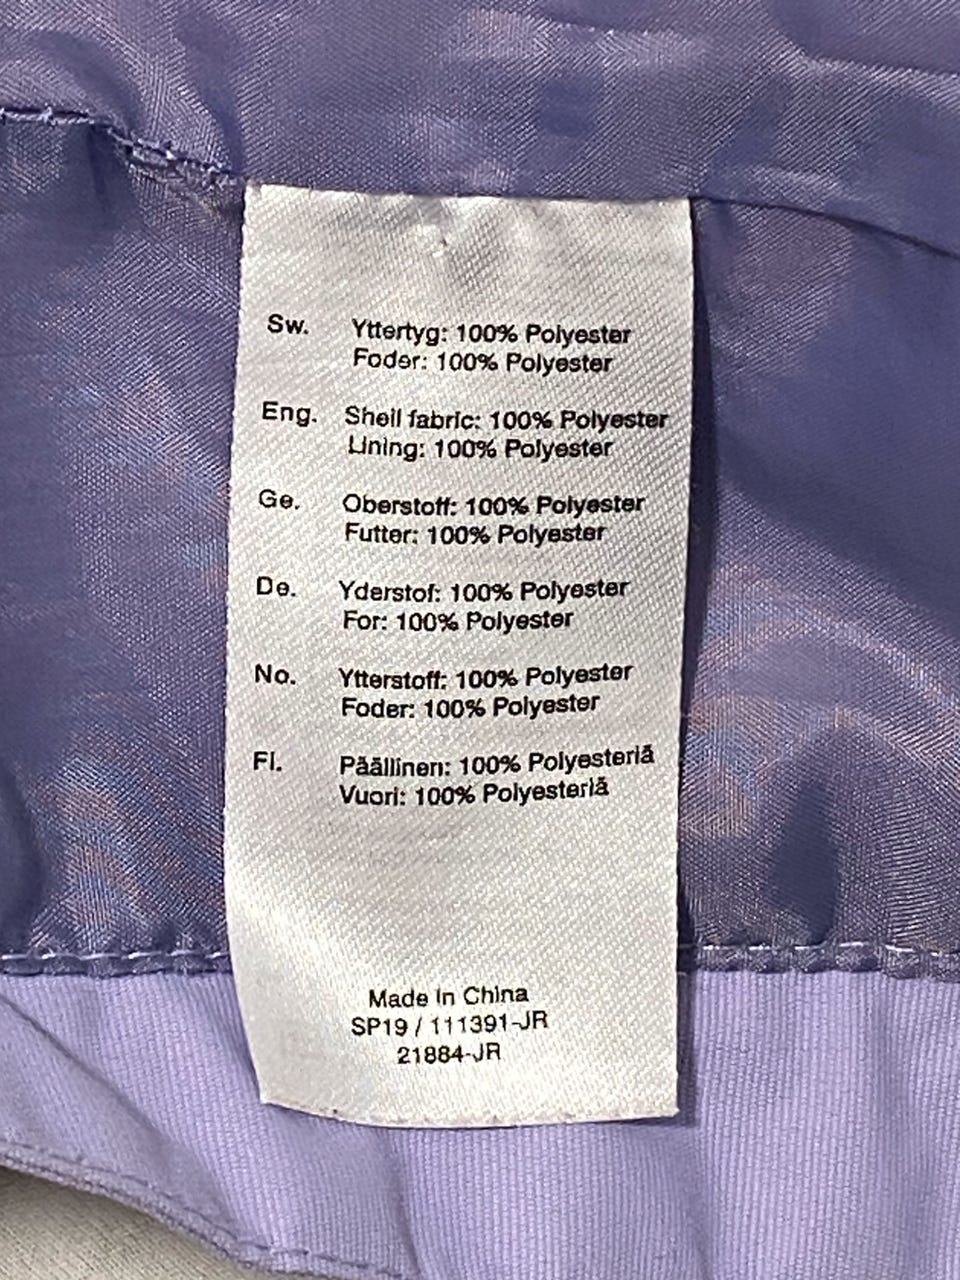 Sw. Yttertyg: 100% Polyester
Foder: 100% Polyester
Eng. Shell fabric: 100% Polyester
Lining: 100% Polyester
Ge. Oberstoff: 100% Polyester
Futter: 100% Polyester
De. Yderstof: 100% Polyester
For: 100% Polyester
No. Ytterstoff: 100% Polyester
Foder: 100% Polyester
Fi. Päällinen: 100% Polyesteriä
Vuori: 100% Polyesteriä
Made in China
SP19 / 111391-JR
21884-JR